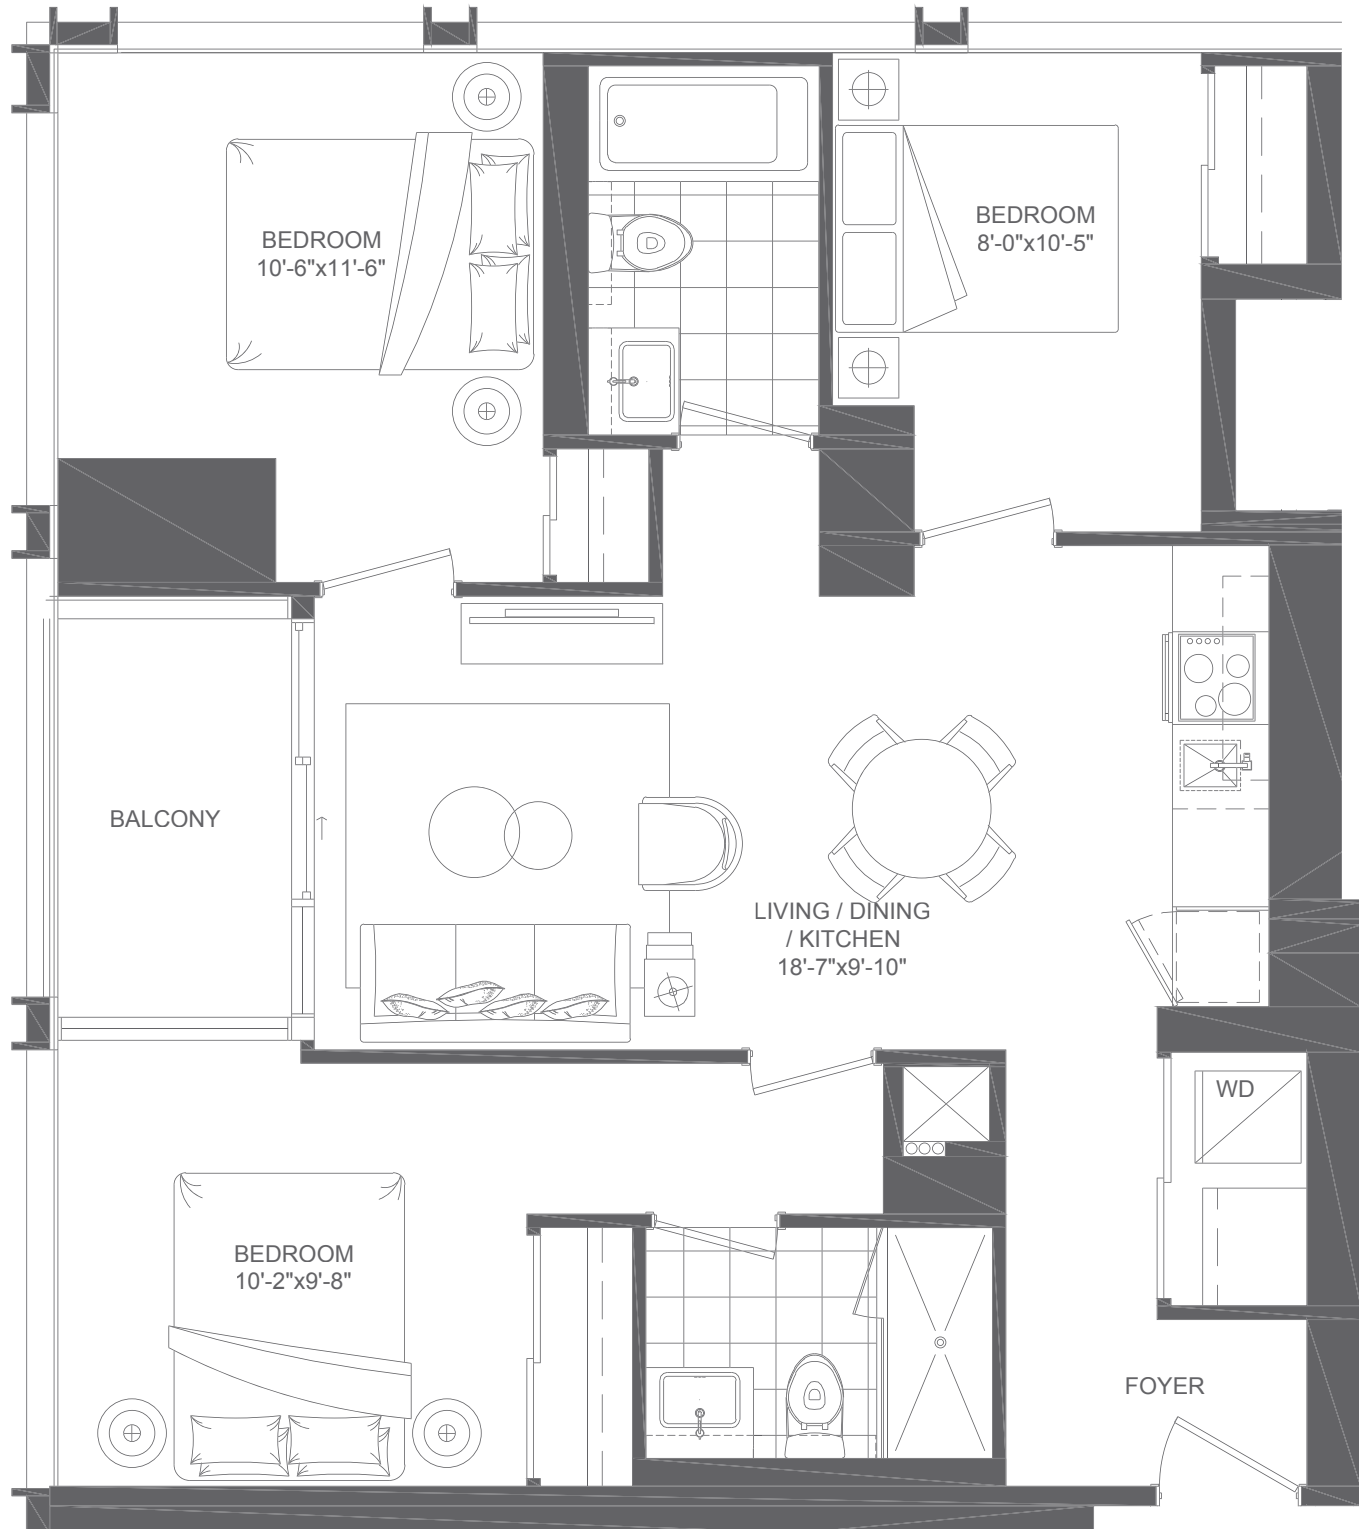 BEDROOM
10'-6"x11'-6"
BEDROOM
8'-0"x10'-5"
BALCONY
LIVING / DINING
/ KITCHEN
18'-7"x9'-10"
WD
BEDROOM
10'-2"x9'-8"
FOYER